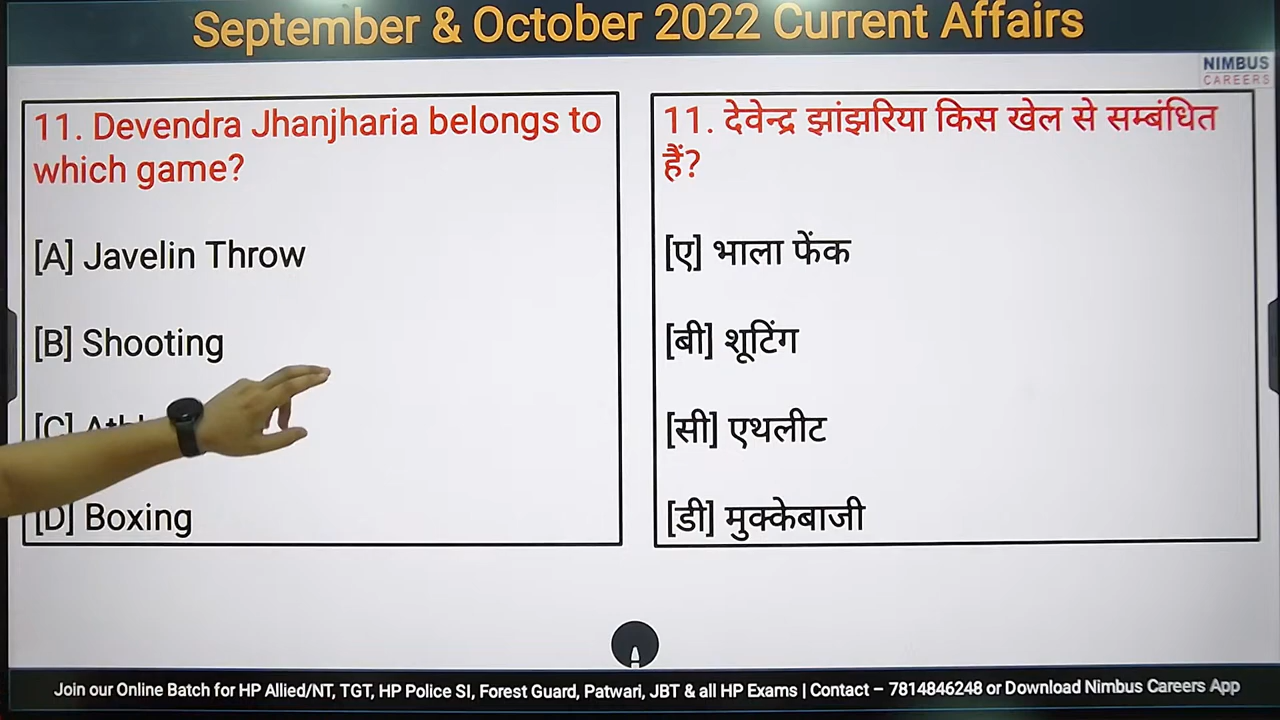 September & October 2022 Current Affairs
NIMBUS
CAREERS
11. Devendra Jhanjharia belongs to
which game?
[A] Javelin Throw
[B] Shooting
[C]
[D] Boxing
11. देवेन्द्र झांझरिया किस खेल से सम्बंधित
हैं?
[ए] भाला फेंक
[बी] शूटिंग
[सी] एथलीट
[डी] मुक्केबाजी
Join our Online Batch for HP Allied/NT, TGT, HP Police SI, Forest Guard, Patwari, JBT & all HP Exams | Contact – 7814846248 or Download Nimbus Careers App